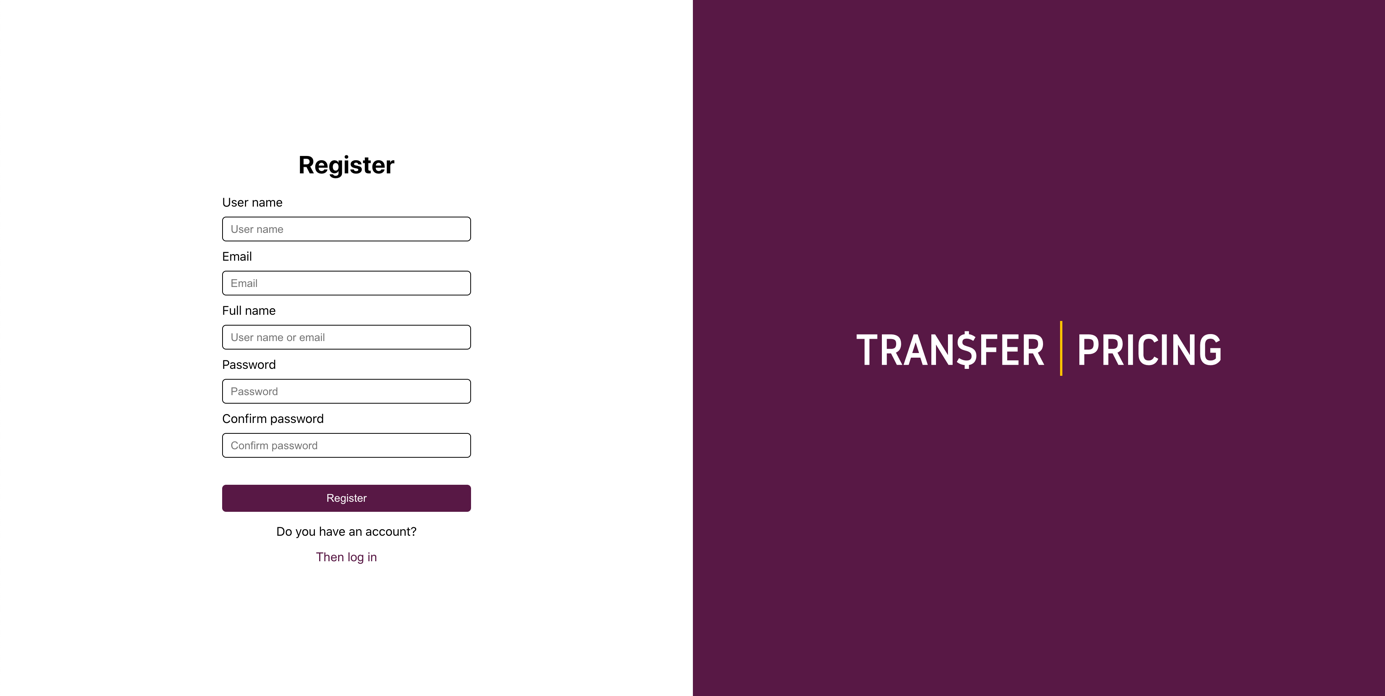 Register
User name
User name
Email
Email
Full name
User name or email
Password
Password
Confirm password
Confirm password
Register
Do you have an account?
Then log in
TRAN$FER | PRICING